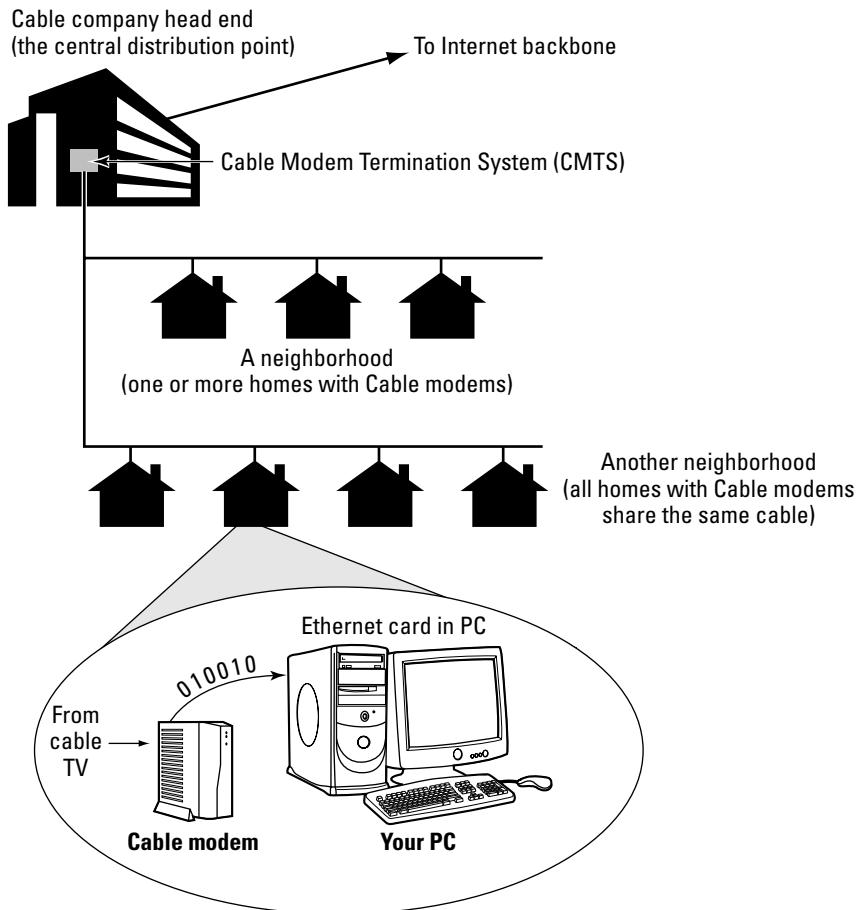 Cable company head end
(the central distribution point)
To Internet backbone
Cable Modem Termination System (CMTS)
A neighborhood
(one or more homes with Cable modems)
Another neighborhood
(all homes with Cable modems
share the same cable)
Ethernet card in PC
010010
From
cable
TV
Cable modem
Your PC